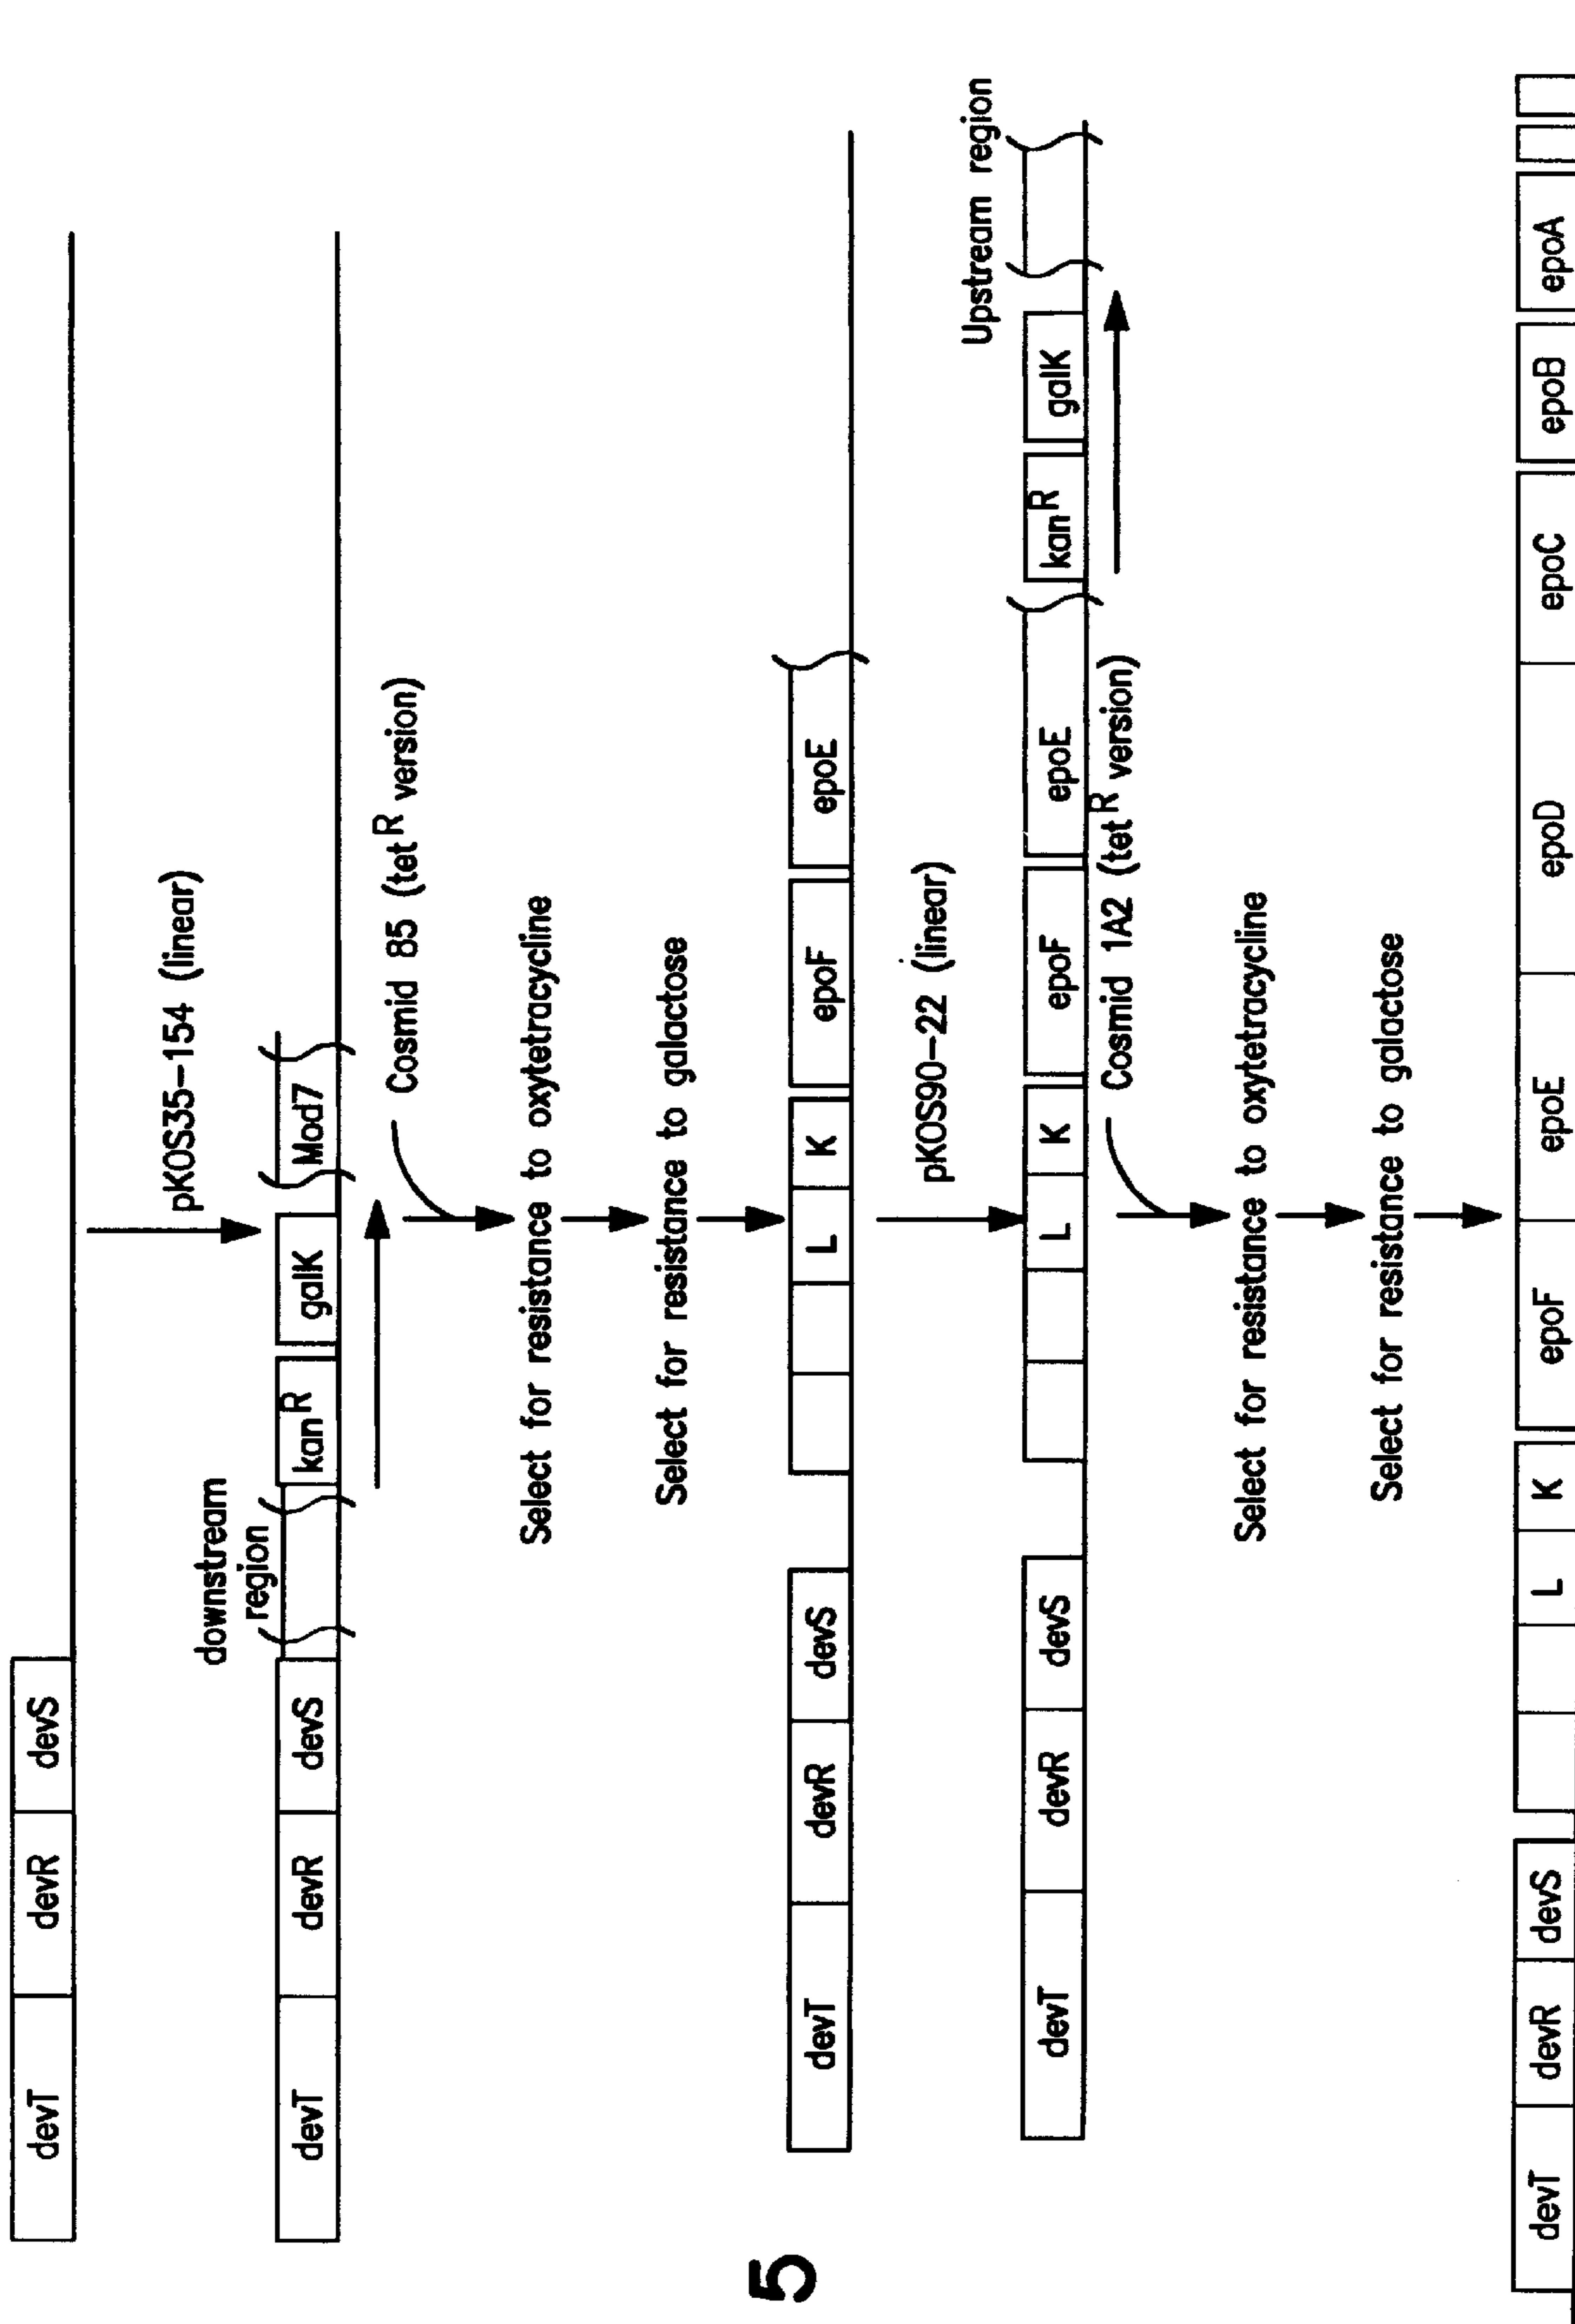 devT devR devS
pKOS35-154 (linear)
downstream
region
devT devR devS kanR galK Mod7
Cosmid 85 (tetR version)
Select for resistance to oxytetracycline
Select for resistance to galactose
devT devR devS L K epoF epoE
pKOS90-22 (linear)
Upstream region
devT devR devS L K epoF epoE kanR galK
Cosmid 1A2 (tetR version)
Select for resistance to oxytetracycline
Select for resistance to galactose
devT devR devS L K epoF epoE epoD epoC epoB epoA
5